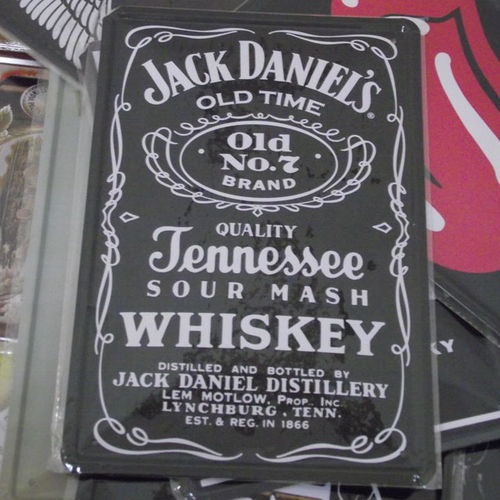 JACK DANIEL'S
OLD TIME
Old
No.7
BRAND
QUALITY
Tennessee
SOUR MASH
WHISKEY
DISTILLED AND BOTTLED BY
JACK DANIEL DISTILLERY
LEM MOTLOW, PROP. INC.
LYNCHBURG, TENN.
EST. & REG. IN 1866